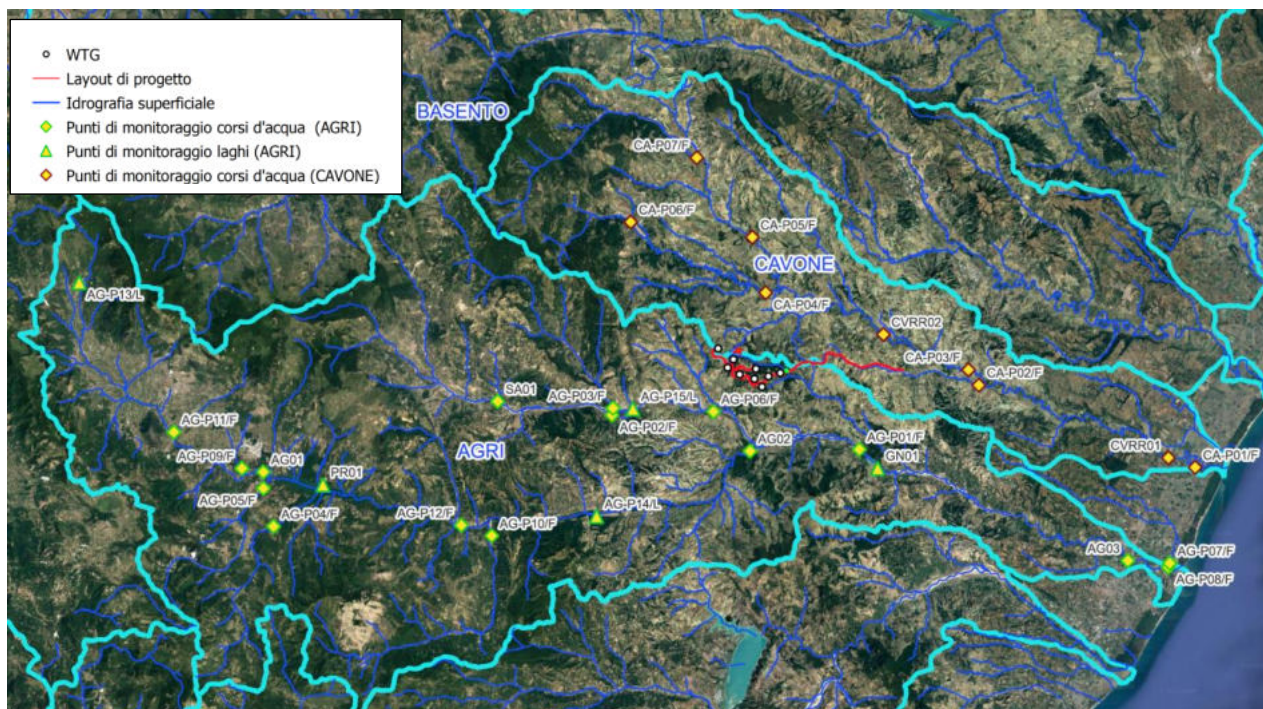 WTG
Layout di progetto
Idrografia superficiale
Punti di monitoraggio corsi d'acqua (AGRI)
Punti di monitoraggio laghi (AGRI)
Punti di monitoraggio corsi d'acqua (CAVONE)
BASENTO
CA-P07/F
CA-P06/F
CA-P05/F
CAVONE
AG-P13/L
CA-P04/F
CVRR02
CA-P03/F
CA-P02/F
SA01
AG-P03/F
AG-P15/L
AG-P06/F
AG-P11/F
AG-P02/F
AGRI
AG02
AG-P01/F
GN01
CVRR01
CA-P01/F
AG-P09/F
AG01
PR01
AG-P05/F
AG-P14/L
AG-P04/F
AG-P12/F
AG-P10/F
AG03
AG-P07/F
AG-P08/F